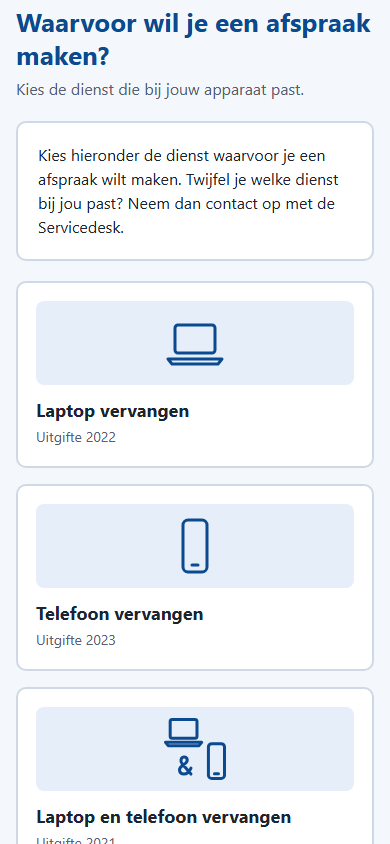 Waarvoor wil je een afspraak
maken?
Kies de dienst die bij jouw apparaat past.
Kies hieronder de dienst waarvoor je een
afspraak wilt maken. Twijfel je welke dienst
bij jou past? Neem dan contact op met de
Servicedesk.
Laptop vervangen
Uitgifte 2022
Telefoon vervangen
Uitgifte 2023
&
Laptop en telefoon vervangen
Uitgifte 2021